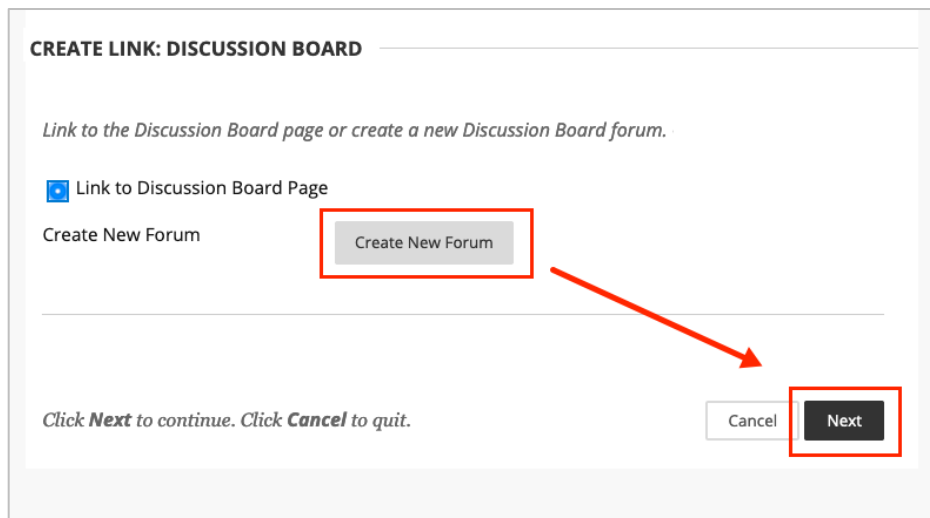 CREATE LINK: DISCUSSION BOARD
Link to the Discussion Board page or create a new Discussion Board forum.
Link to Discussion Board Page
Create New Forum
Create New Forum
Click Next to continue. Click Cancel to quit.
Cancel
Next